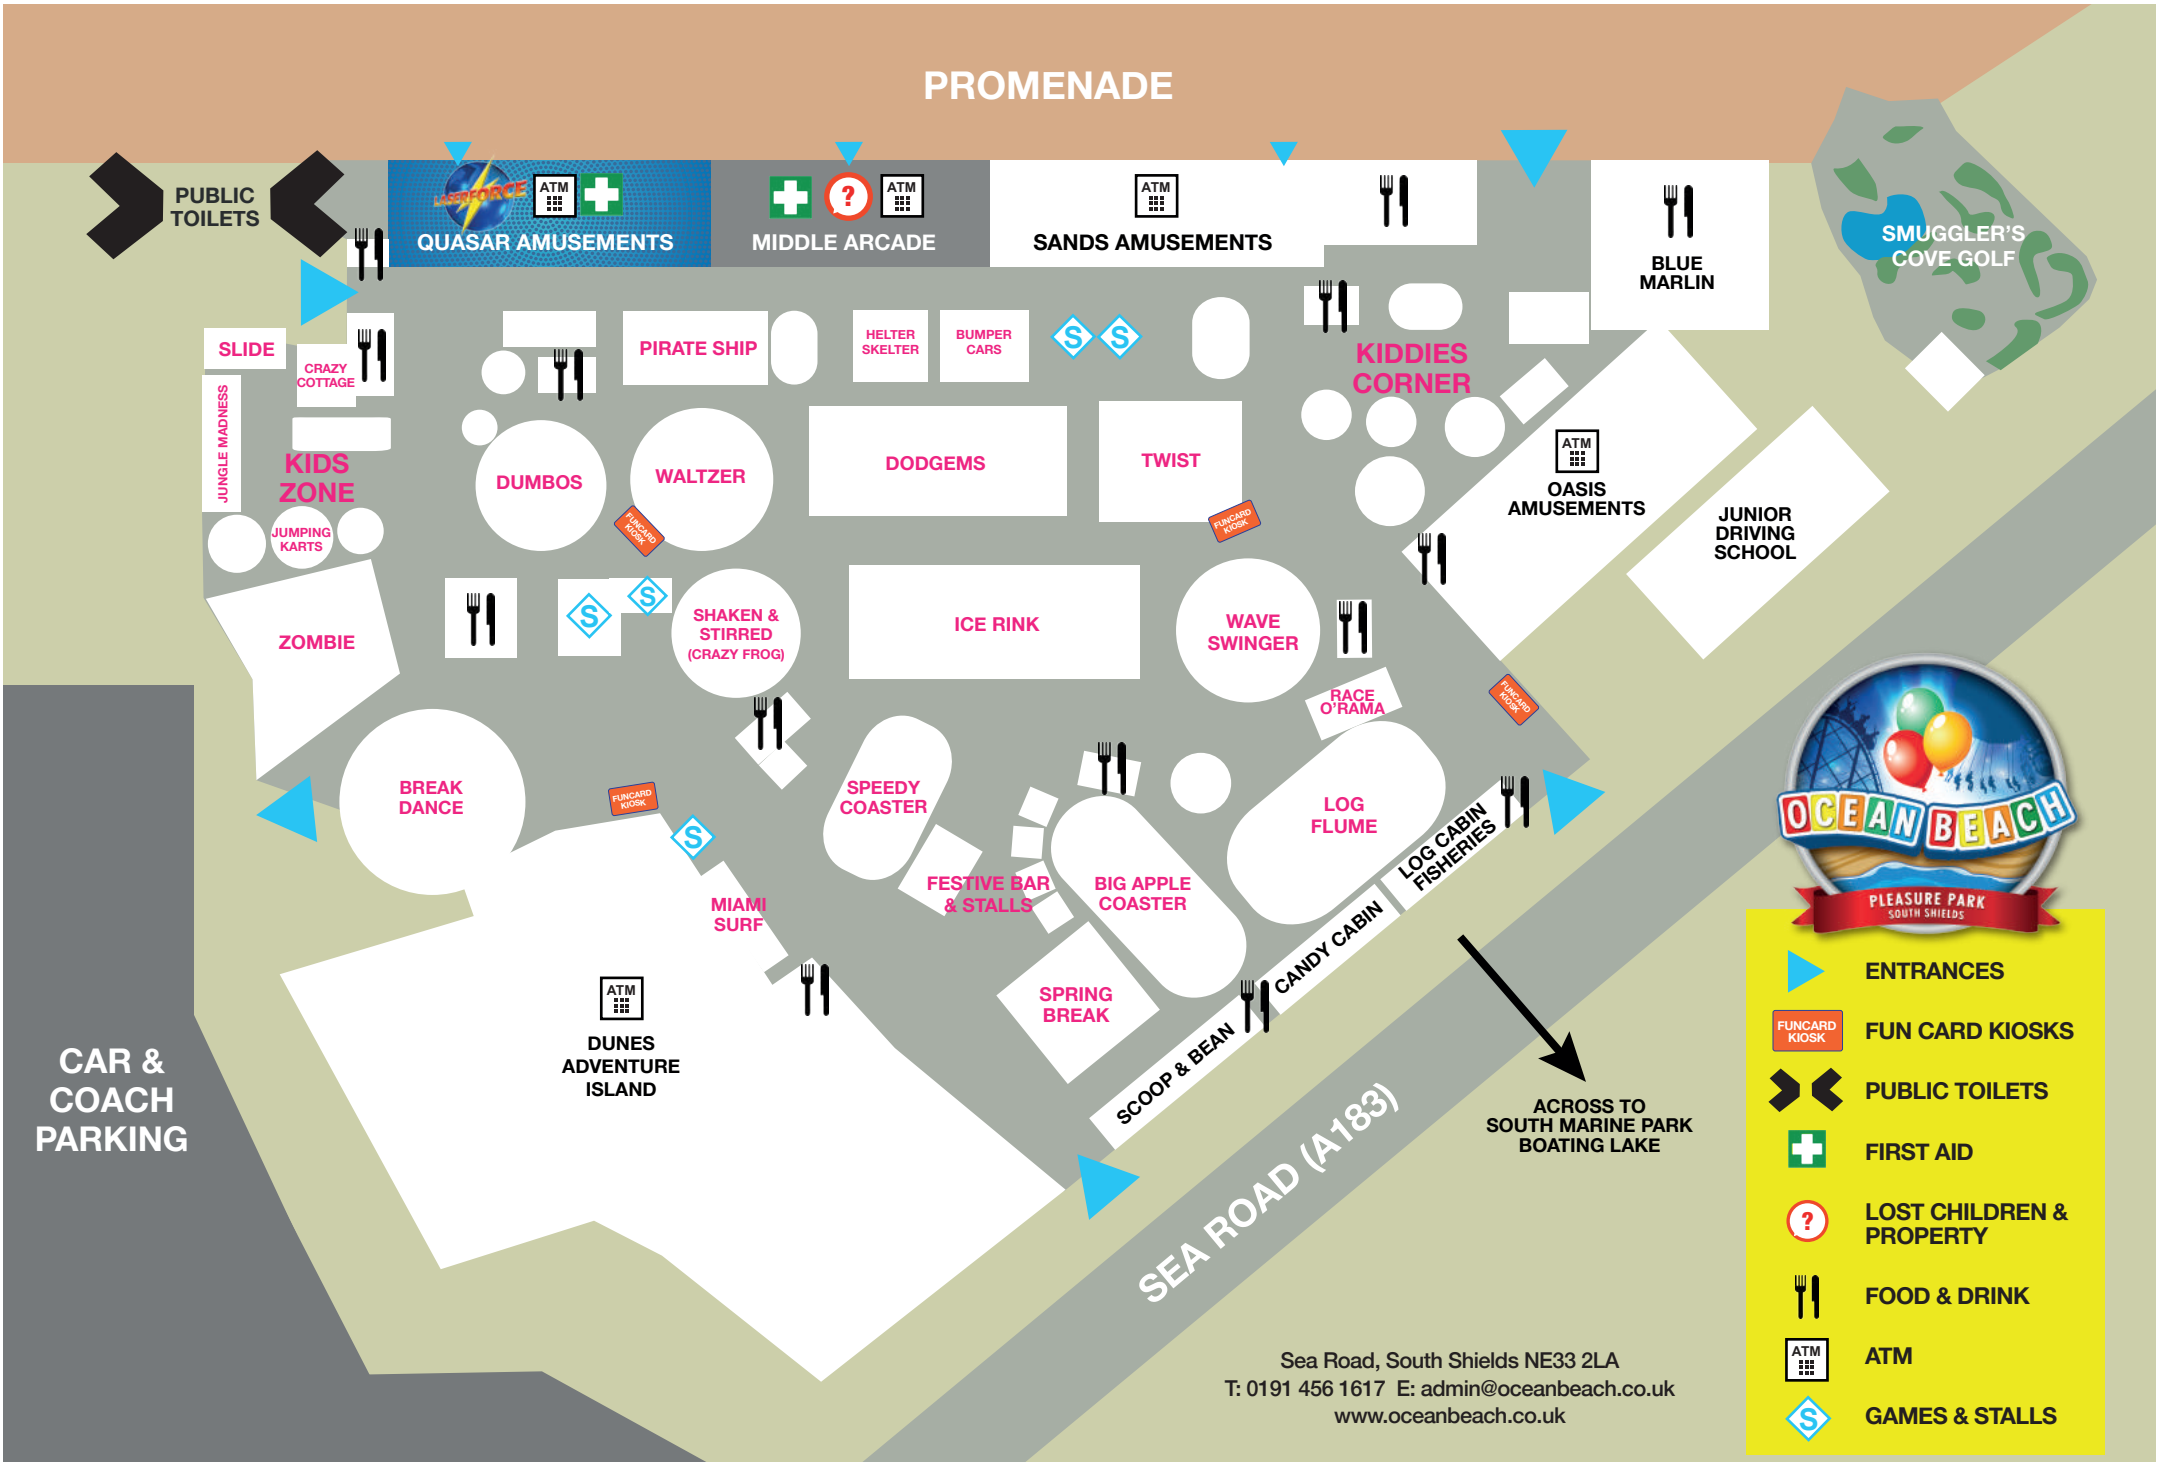 PROMENADE
PUBLIC
TOILETS
LASERFORCE
ATM
QUASAR AMUSEMENTS
?
ATM
MIDDLE ARCADE
ATM
SANDS AMUSEMENTS
BLUE
MARLIN
SMUGGLER'S
COVE GOLF
SLIDE
CRAZY
COTTAGE
JUNGLE MADNESS
KIDS
ZONE
JUMPING
KARTS
PIRATE SHIP
HELTER
SKELTER
BUMPER
CARS
S
S
KIDDIES
CORNER
DUMBOS
WALTZER
FUNCARD
KIOSK
DODGEMS
TWIST
FUNCARD
KIOSK
ATM
OASIS
AMUSEMENTS
JUNIOR
DRIVING
SCHOOL
ZOMBIE
S
S
SHAKEN &
STIRRED
(CRAZY FROG)
ICE RINK
WAVE
SWINGER
RACE
O'RAMA
FUNCARD
KIOSK
BREAK
DANCE
FUNCARD
KIOSK
S
SPEEDY
COASTER
LOG
FLUME
LOG CABIN
FISHERIES
MIAMI
SURF
FESTIVE BAR
& STALLS
BIG APPLE
COASTER
CANDY CABIN
SPRING
BREAK
SCOOP & BEAN
ATM
DUNES
ADVENTURE
ISLAND
CAR &
COACH
PARKING
SEA ROAD (A183)
ACROSS TO
SOUTH MARINE PARK
BOATING LAKE
OCEAN BEACH
PLEASURE PARK
SOUTH SHIELDS
ENTRANCES
FUNCARD
KIOSK
FUN CARD KIOSKS
PUBLIC TOILETS
FIRST AID
?
LOST CHILDREN &
PROPERTY
FOOD & DRINK
ATM
ATM
S
GAMES & STALLS
Sea Road, South Shields NE33 2LA
T: 0191 456 1617 E: admin@oceanbeach.co.uk
www.oceanbeach.co.uk